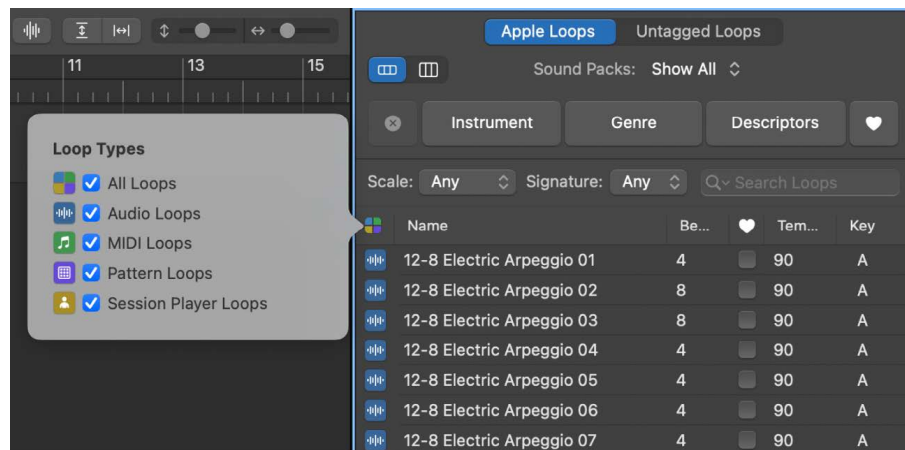 11 13 15
Loop Types
All Loops
Audio Loops
MIDI Loops
Pattern Loops
Session Player Loops
Apple Loops Untagged Loops
Sound Packs: Show All
Instrument Genre Descriptors
Scale: Any Signature: Any Search Loops
Name Be... Tem... Key
12-8 Electric Arpeggio 01 4 90 A
12-8 Electric Arpeggio 02 8 90 A
12-8 Electric Arpeggio 03 8 90 A
12-8 Electric Arpeggio 04 4 90 A
12-8 Electric Arpeggio 05 4 90 A
12-8 Electric Arpeggio 06 4 90 A
12-8 Electric Arpeggio 07 4 90 A